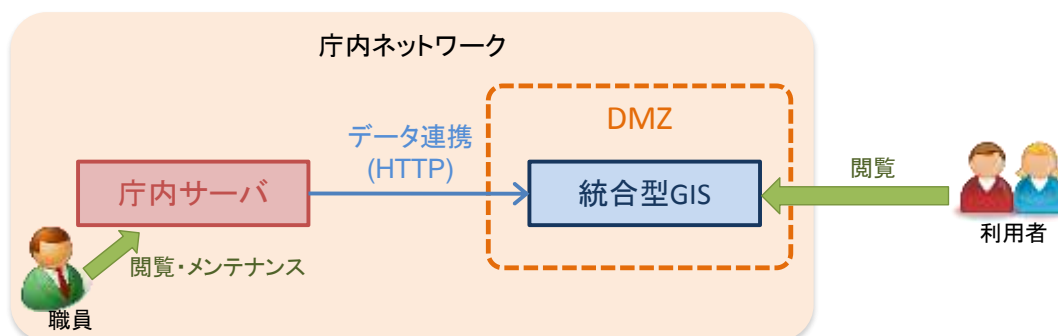 庁内ネットワーク
DMZ
データ連携
(HTTP)
庁内サーバ
統合型GIS
閲覧
利用者
閲覧・メンテナンス
職員